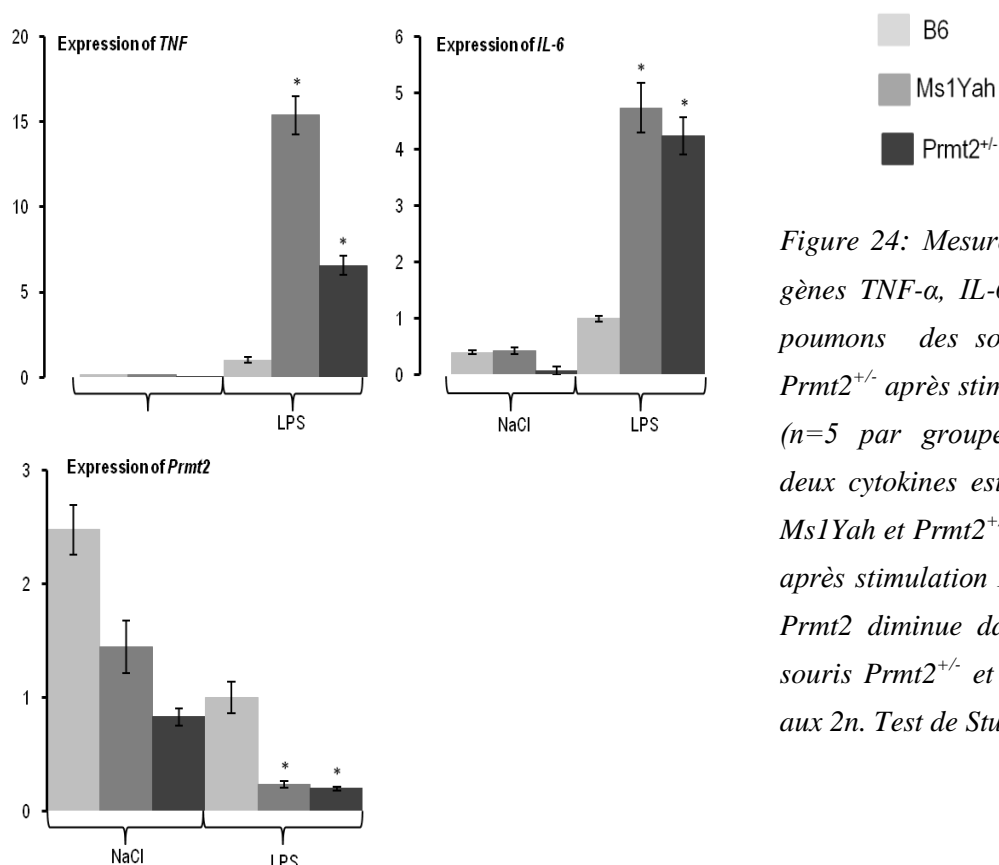 Expression of TNF
20
15
10
5
0
*
*
LPS
Expression of IL-6
6
5
4
3
2
1
0
*
*
NaCl
LPS
B6
Ms1Yah
Prmt2+/-
Expression of Prmt2
3
2
1
0
*
*
NaCl
LPS
Figure 24: Mesur
gènes TNF-α, IL-6
poumons des so
Prmt2+/- après stim
(n=5 par groupe
deux cytokines est
Ms1Yah et Prmt2+
après stimulation
Prmt2 diminue da
souris Prmt2+/- et
aux 2n. Test de Stu